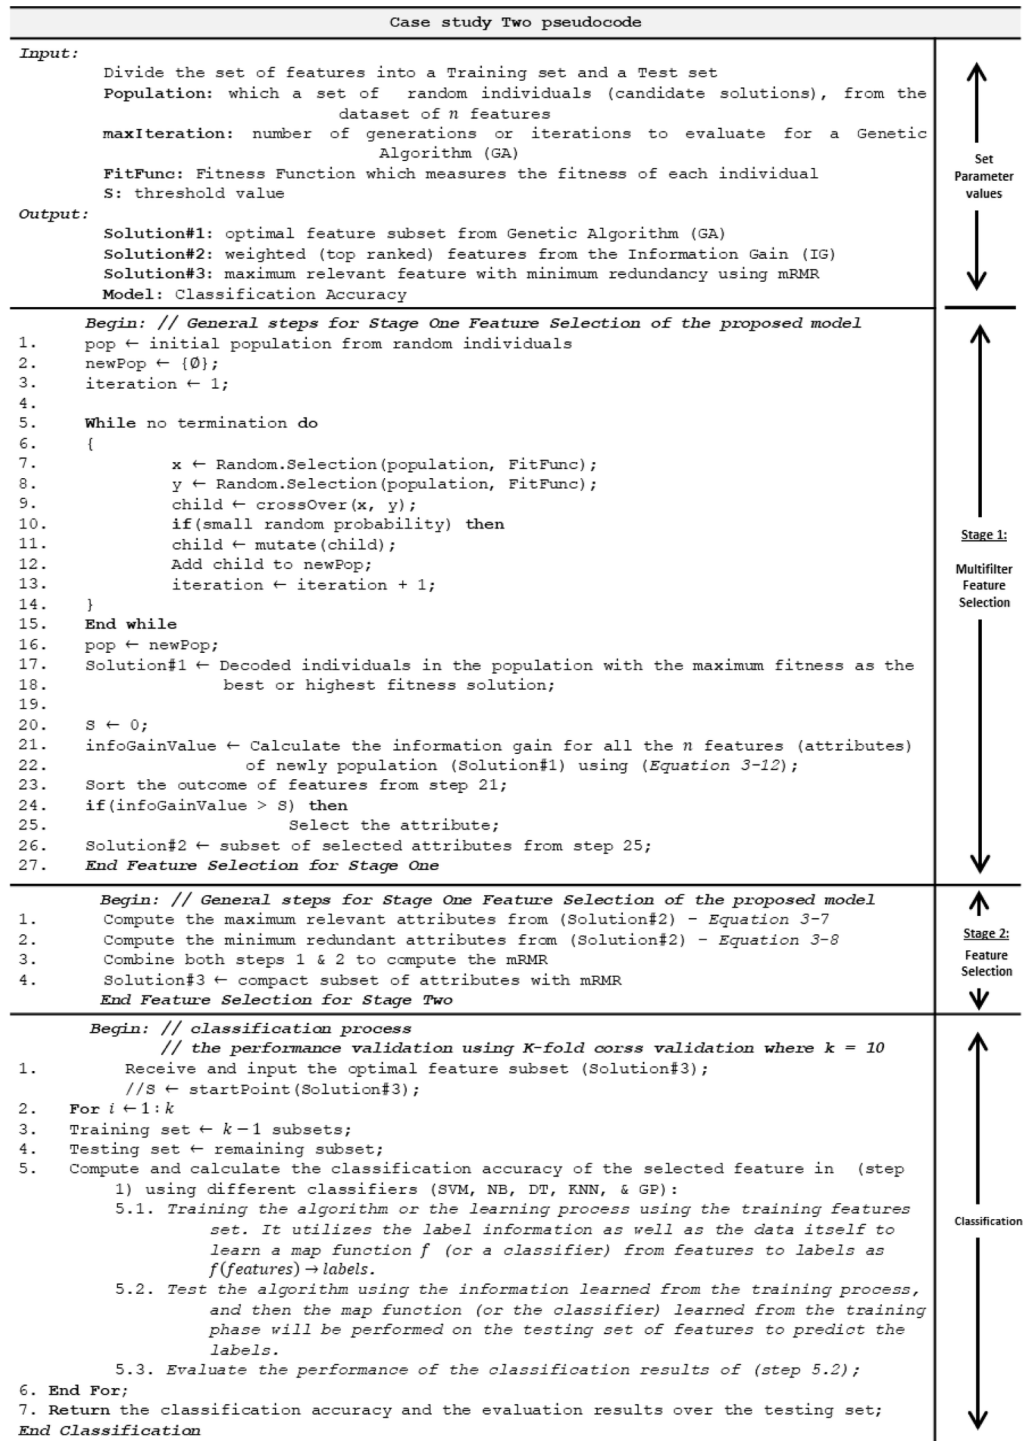 Case study Two pseudocode
Input:
Divide the set of features into a Training set and a Test set
Population: which a set of random individuals (candidate solutions), from the
dataset of n features
maxIteration: number of generations or iterations to evaluate for a Genetic
Algorithm (GA)
FitFunc: Fitness Function which measures the fitness of each individual
S: threshold value
Output:
Solution#1: optimal feature subset from Genetic Algorithm (GA)
Solution#2: weighted (top ranked) features from the Information Gain (IG)
Solution#3: maximum relevant feature with minimum redundancy using mRMR
Model: Classification Accuracy
Set
Parameter
values
Begin: // General steps for Stage One Feature Selection of the proposed model
1. pop ← initial population from random individuals
2. newPop ← {Ø};
3. iteration ← 1;
4.
5. While no termination do
6. {
7. x ← Random.Selection(population, FitFunc);
8. y ← Random.Selection(population, FitFunc);
9. child ← crossOver(x, y);
10. if(small random probability) then
11. child ← mutate(child);
12. Add child to newPop;
13. iteration ← iteration + 1;
14. }
15. End while
16. pop ← newPop;
17. Solution#1 ← Decoded individuals in the population with the maximum fitness as the
18. best or highest fitness solution;
19.
20. S ← 0;
21. infoGainValue ← Calculate the information gain for all the n features (attributes)
22. of newly population (Solution#1) using (Equation 3-12);
23. Sort the outcome of features from step 21;
24. if(infoGainValue > S) then
25. Select the attribute;
26. Solution#2 ← subset of selected attributes from step 25;
27. End Feature Selection for Stage One
Stage 1:
Multifilter
Feature
Selection
Begin: // General steps for Stage One Feature Selection of the proposed model
1. Compute the maximum relevant attributes from (Solution#2) – Equation 3-7
2. Compute the minimum redundant attributes from (Solution#2) – Equation 3-8
3. Combine both steps 1 & 2 to compute the mRMR
4. Solution#3 ← compact subset of attributes with mRMR
End Feature Selection for Stage Two
Stage 2:
Feature
Selection
Begin: // classification process
// the performance validation using K-fold corss validation where k = 10
1. Receive and input the optimal feature subset (Solution#3);
//S ← startPoint(Solution#3);
2. For i ← 1: k
3. Training set ← k – 1 subsets;
4. Testing set ← remaining subset;
5. Compute and calculate the classification accuracy of the selected feature in (step
1) using different classifiers (SVM, NB, DT, KNN, & GP):
5.1. Training the algorithm or the learning process using the training features
set. It utilizes the label information as well as the data itself to
learn a map function f (or a classifier) from features to labels as
f(features) → labels.
5.2. Test the algorithm using the information learned from the training process,
and then the map function (or the classifier) learned from the training
phase will be performed on the testing set of features to predict the
labels.
5.3. Evaluate the performance of the classification results of (step 5.2);
6. End For;
7. Return the classification accuracy and the evaluation results over the testing set;
End Classification
Classification